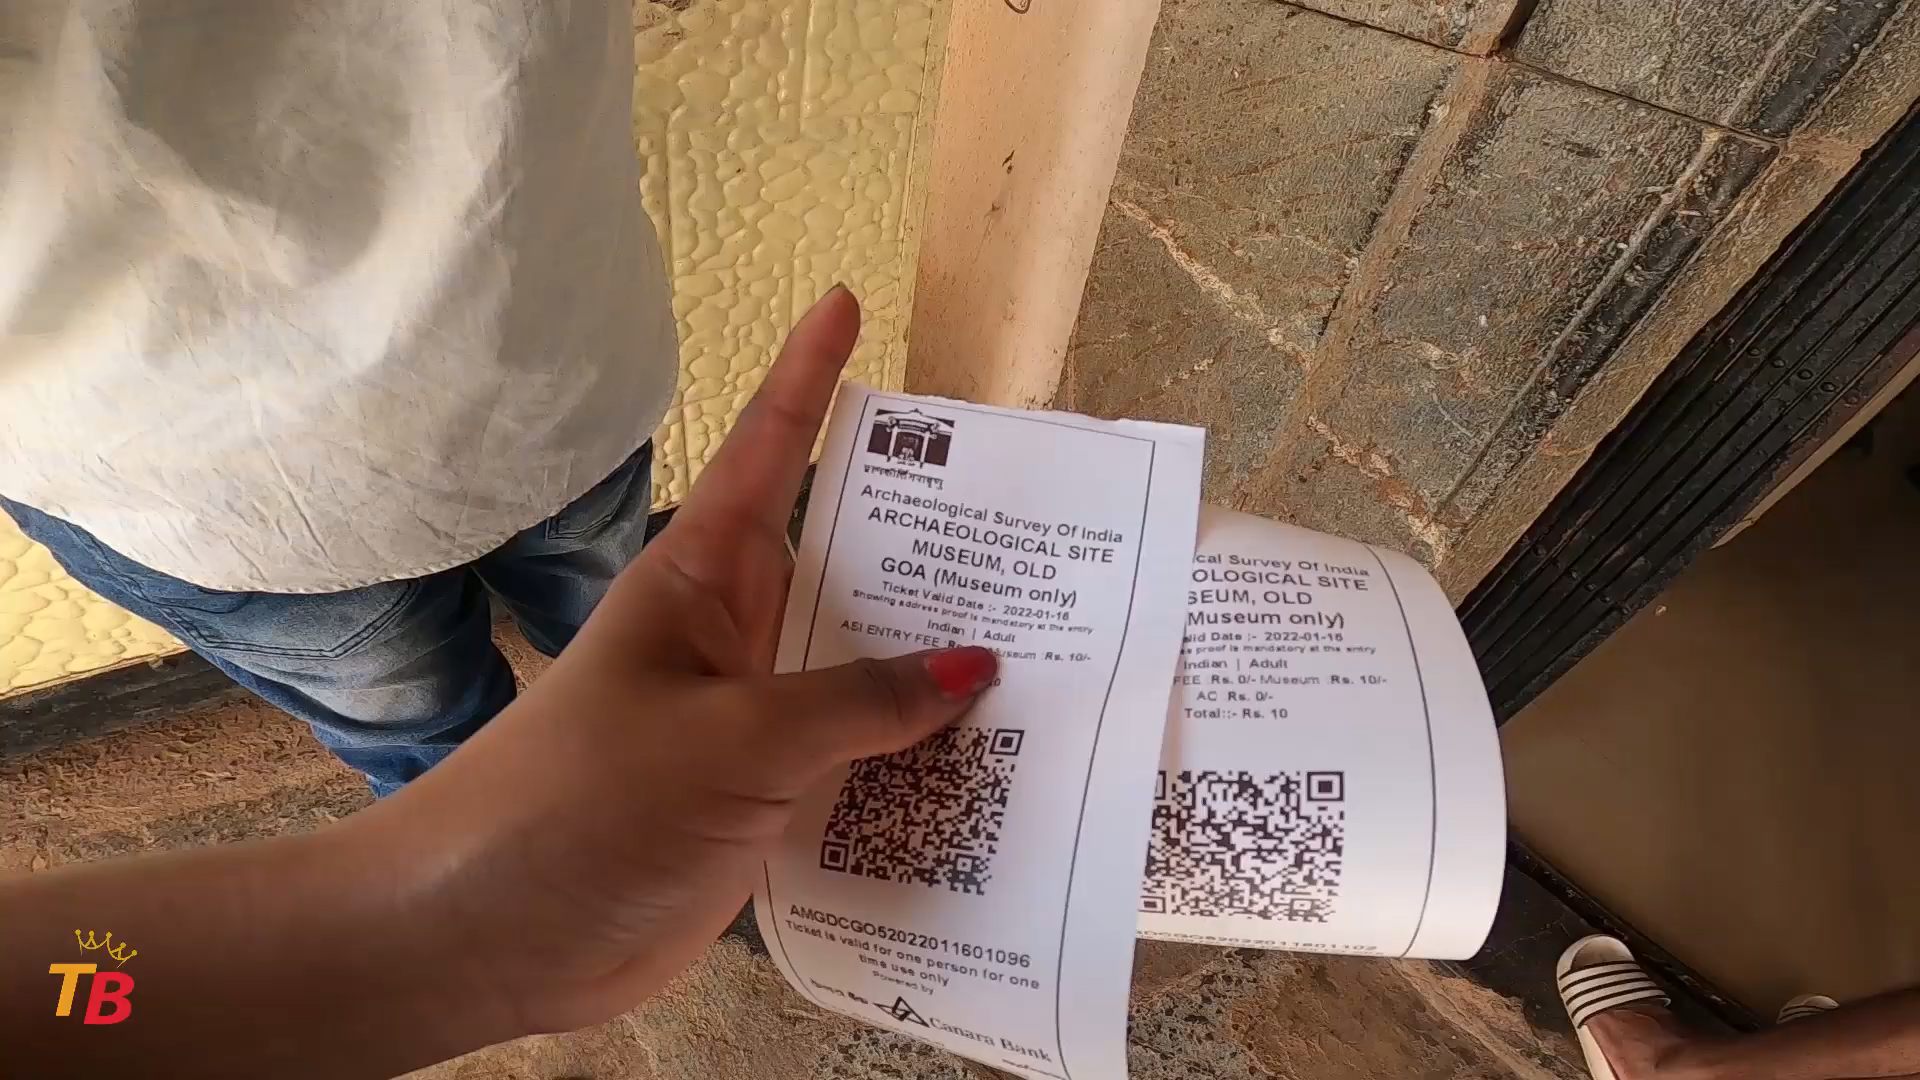 Archaeological Survey Of India
ARCHAEOLOGICAL SITE
MUSEUM, OLD
GOA (Museum only)
Ticket Valid Date :- 2022-01-16
Showing address proof is mandatory at the entry
Indian | Adult
ASI ENTRY FEE :Rs. Museum :Rs. 10/-
AMGDCGO52022011601096
Ticket is valid for one person for one
time use only
Powered by
Canara Bank
cal Survey Of India
OLOGICAL SITE
SEUM, OLD
Museum only)
alid Date :- 2022-01-16
s proof is mandatory at the entry
Indian | Adult
FEE :Rs. 0/- Museum :Rs. 10/-
AC :Rs. 0/-
Total::- Rs. 10
TB